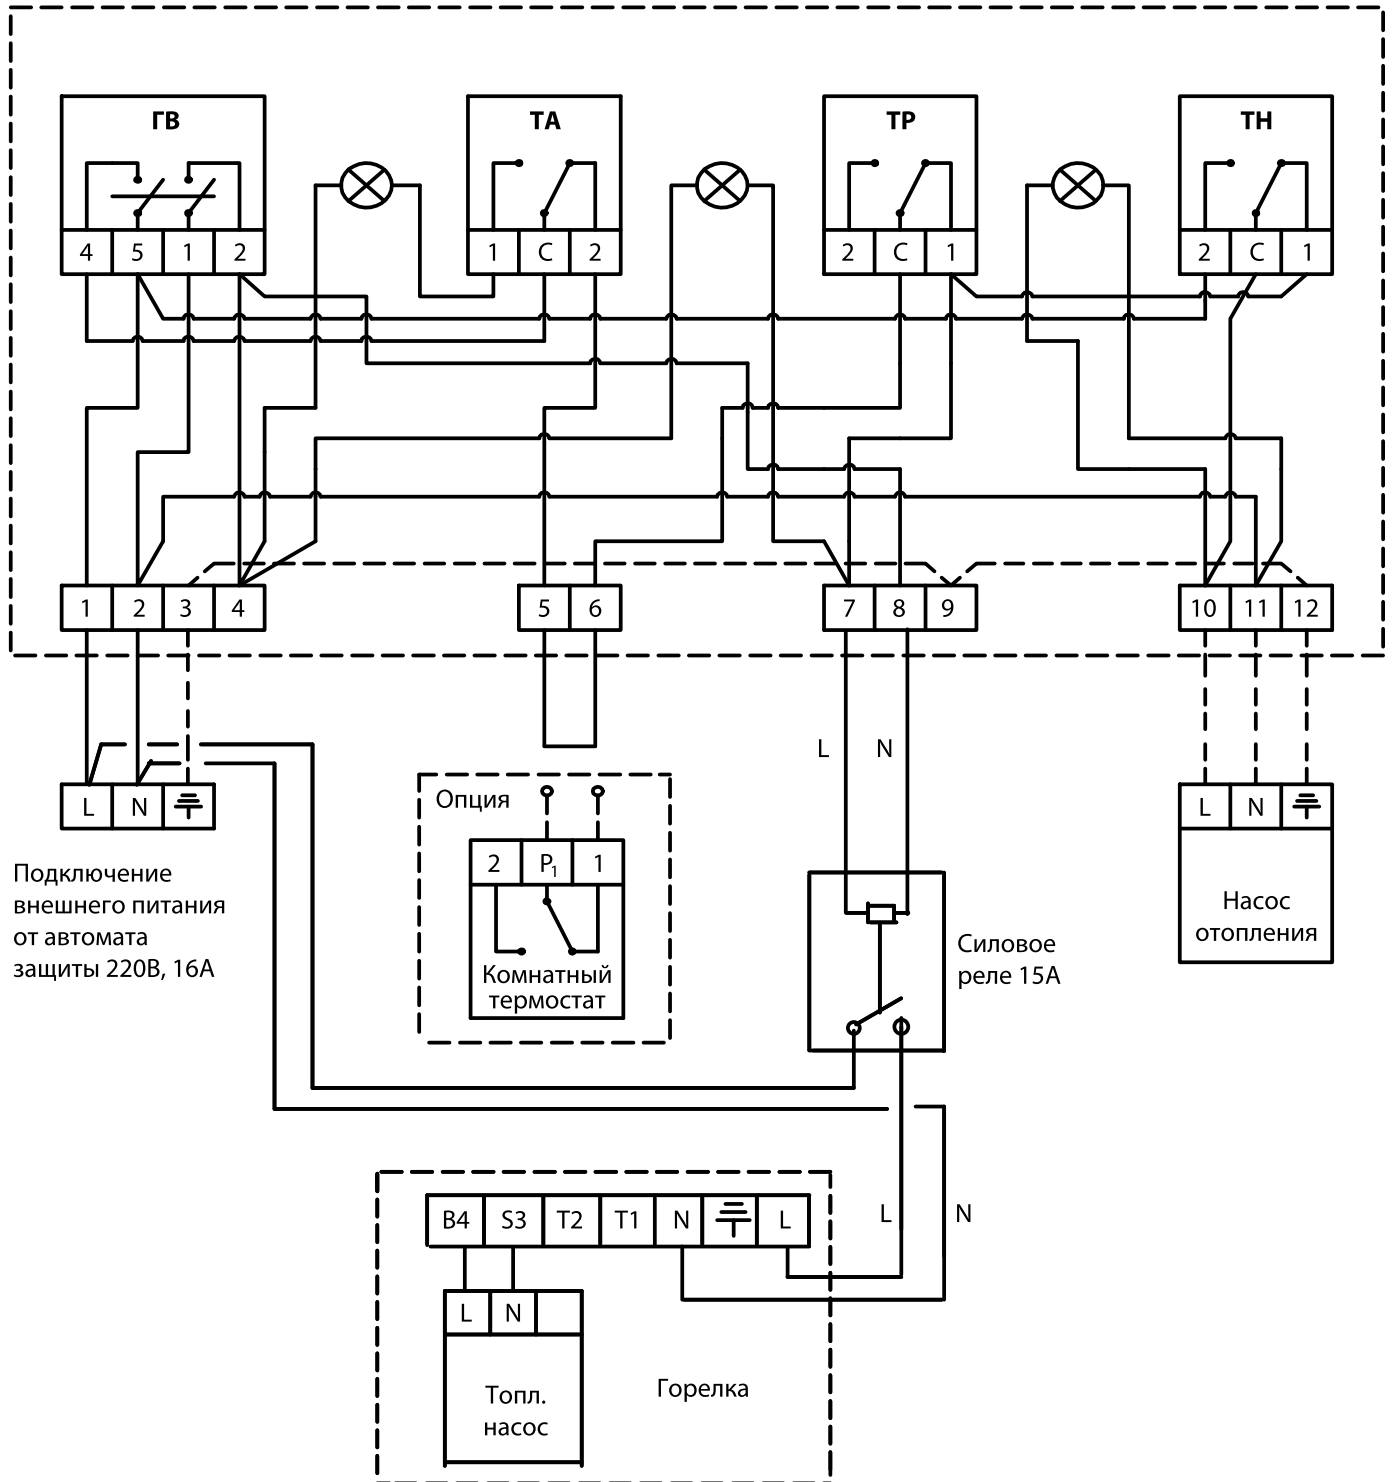 ГВ ТА ТР ТН
4 5 1 2 1 С 2 2 С 1 2 С 1
1 2 3 4 5 6 7 8 9 10 11 12
L N
L N
L N
Опция
2 P1 1
Комнатный
термостат
Подключение
внешнего питания
от автомата
защиты 220В, 16А
Силовое
реле 15А
Насос
отопления
L N
B4 S3 T2 T1 N L
L N
Топл.
насос
Горелка